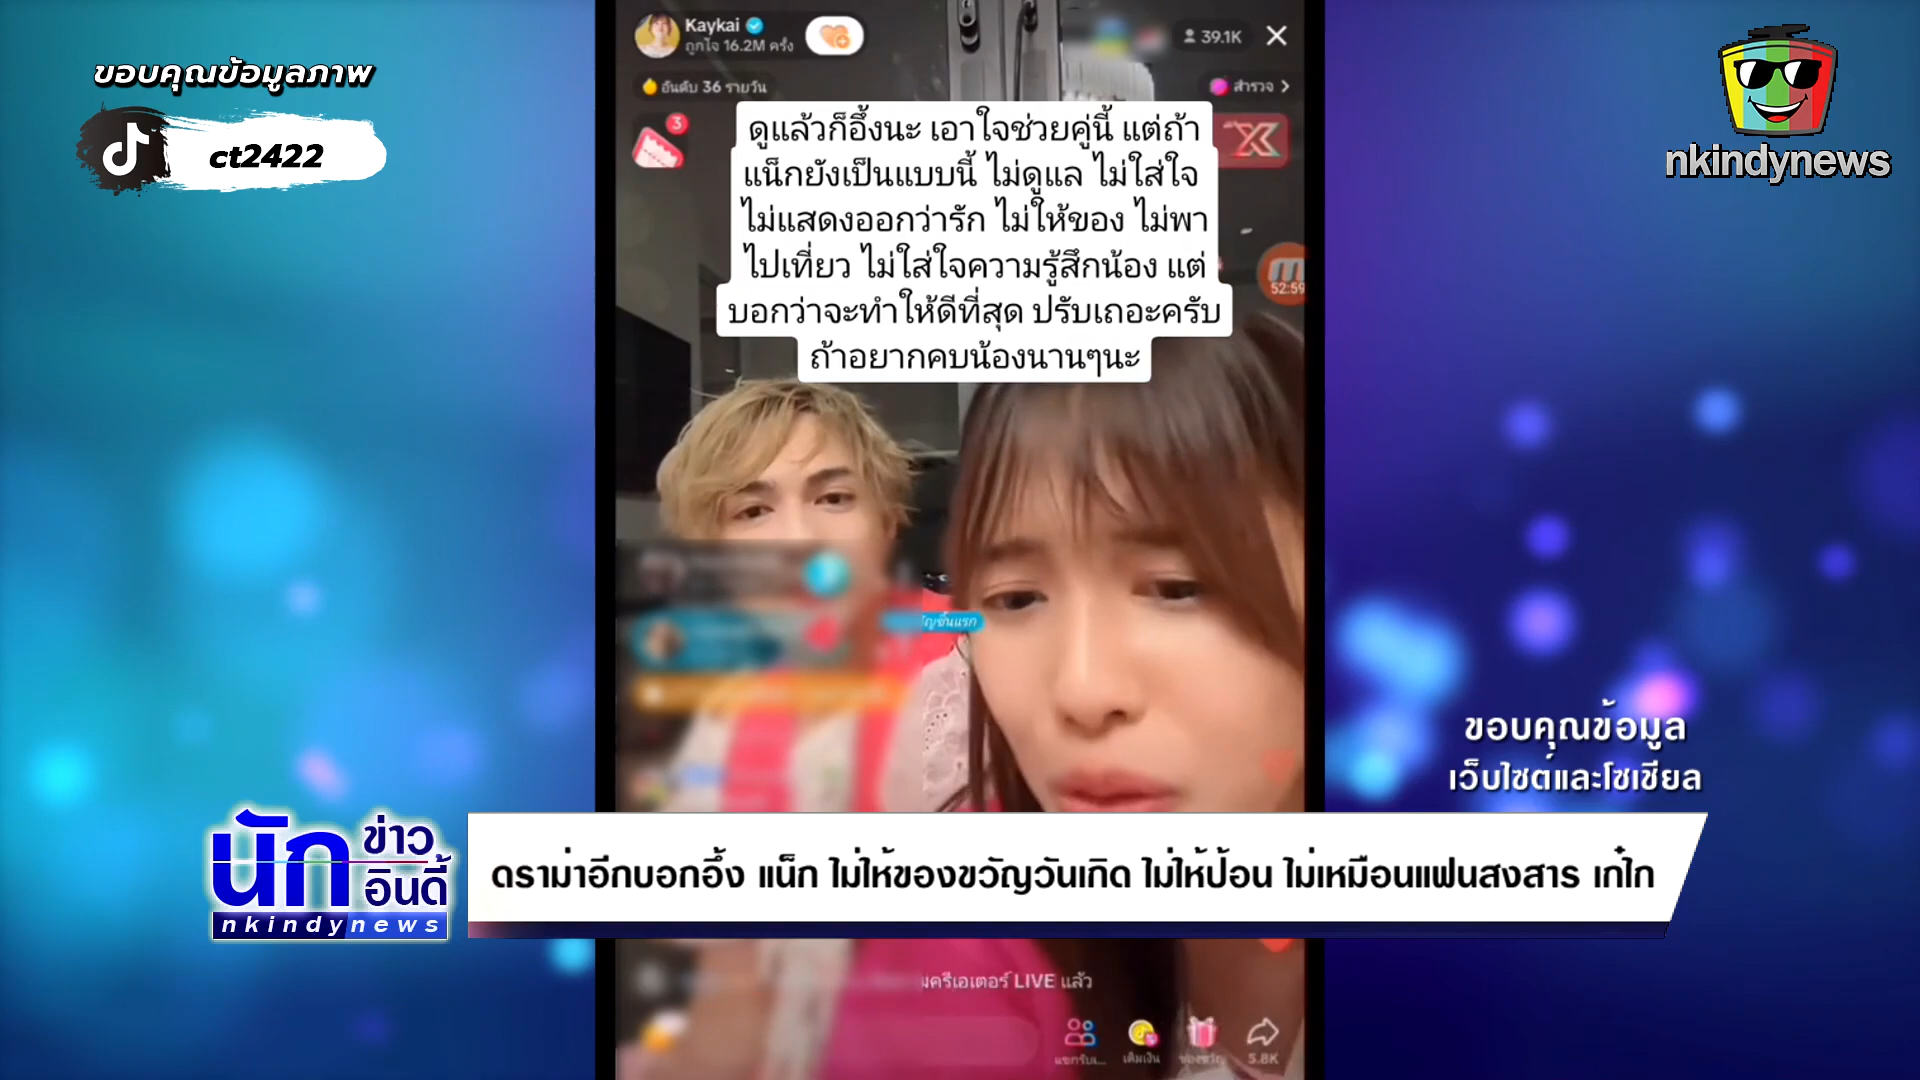 ขอบคุณข้อมูลภาพ
ct2422
Kaykai
ถูกใจ 16.2M ครั้ง
39.1K
อันดับ 36 รายวัน
สำรวจ
3
nkindynews
ดูแล้วก็อึ้งนะ เอาใจช่วยคู่นี้ แต่ถ้า
แน็กยังเป็นแบบนี้ ไม่ดูแล ไม่ใส่ใจ
ไม่แสดงออกว่ารัก ไม่ให้ของ ไม่พา
ไปเที่ยว ไม่ใส่ใจความรู้สึกน้อง แต่
บอกว่าจะทำให้ดีที่สุด ปรับเถอะครับ
ถ้าอยากคบน้องนานๆนะ
52:59
ขอบคุณข้อมูล
เว็บไซต์และโซเชียล
นักข่าวอินดี้
nkindynews
ดราม่าอีกบอกอึ้ง แน็ก ไม่ให้ของขวัญวันเกิด ไม่ให้ป้อน ไม่เหมือนแฟนสงสาร เก๋ไก
มครีเอเตอร์ LIVE แล้ว
เติมเงิน
5.8K